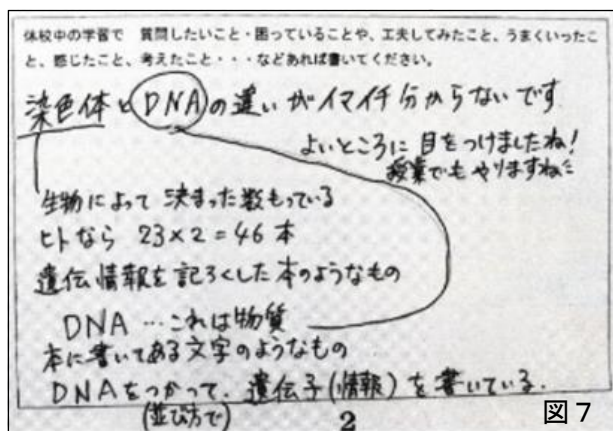 休校中の学習で 質問したいこと・困っていることや、工夫してみたこと、うまくいったこ
と、感じたこと、考えたこと・・・などあれば書いてください。
染色体とDNAの違いがイマイチ分からないです
よいところに目をつけましたね!
授業でもやりますね
生物によって 決まった数もっている
ヒトなら 23×2=46本
遺伝情報を記ろくした本のようなもの
DNA…これは物質
本に書いてある文字のようなもの
DNAをつかって、遺伝子(情報)を書いている.
(並び方で)
2
図7